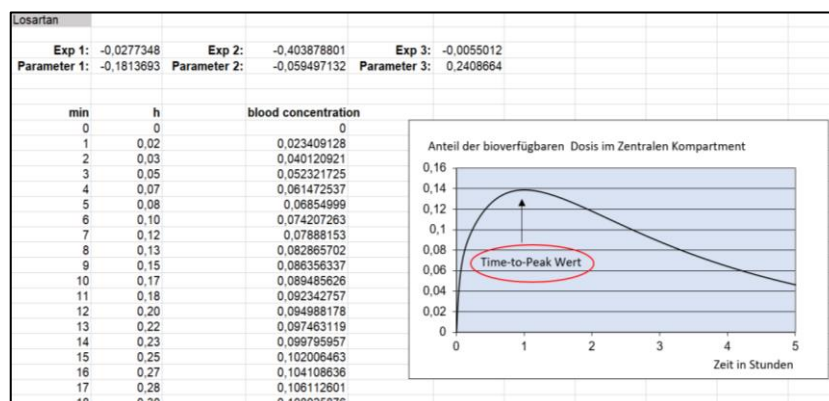 Losartan
Exp 1: -0,0277348 Exp 2: -0,403878801 Exp 3: -0,0055012
Parameter 1: -0,1813693 Parameter 2: -0,059497132 Parameter 3: 0,2408664
min h blood concentration
0 0 0
1 0,02 0,023409128
2 0,03 0,040120921
3 0,05 0,052321725
4 0,07 0,061472537
5 0,08 0,06854999
6 0,10 0,074207263
7 0,12 0,07888153
8 0,13 0,082865702
9 0,15 0,086356337
10 0,17 0,089485626
11 0,18 0,092342757
12 0,20 0,094988178
13 0,22 0,097463119
14 0,23 0,099795957
15 0,25 0,102006463
16 0,27 0,104108636
17 0,28 0,106112601
Anteil der bioverfügbaren Dosis im Zentralen Kompartment
0,16
0,14
0,12
0,1
0,08
0,06
0,04
0,02
0
Time-to-Peak Wert
0 1 2 3 4 5
Zeit in Stunden